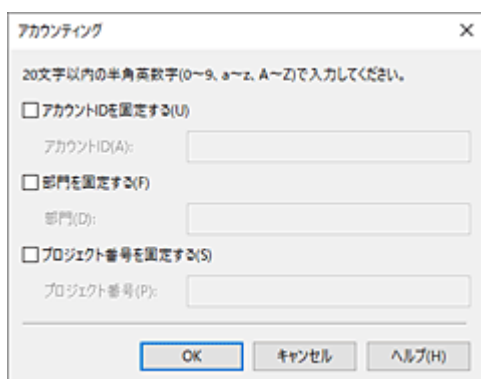 アカウンティング
20文字以内の半角英数字(0～9、a～z、A～Z)で入力してください。
アカウントIDを固定する(U)
アカウントID(A):
部門を固定する(F)
部門(D):
プロジェクト番号を固定する(S)
プロジェクト番号(P):
OK キャンセル ヘルプ(H)